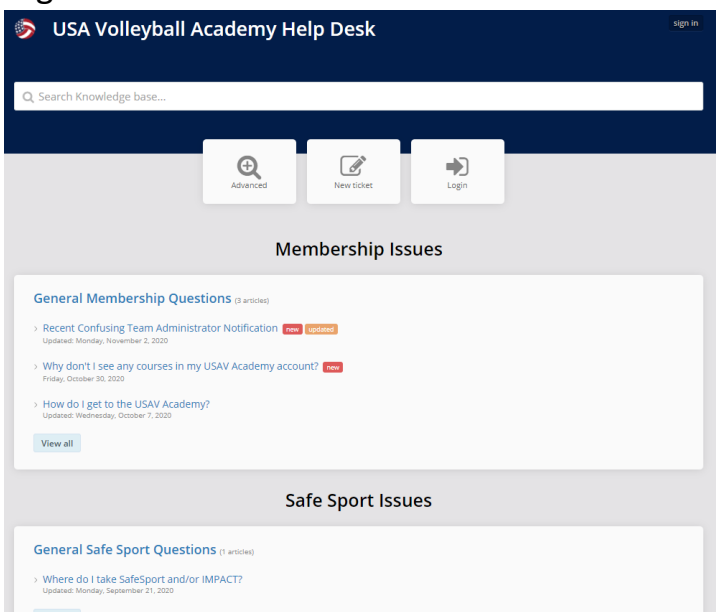 USA Volleyball Academy Help Desk
sign in
Search Knowledge base...
Advanced
New ticket
Login
Membership Issues
General Membership Questions (3 articles)
Recent Confusing Team Administrator Notification new updated
Updated: Monday, November 2, 2020
Why don't I see any courses in my USAV Academy account? new
Friday, October 30, 2020
How do I get to the USAV Academy?
Updated: Wednesday, October 7, 2020
View all
Safe Sport Issues
General Safe Sport Questions (1 articles)
Where do I take SafeSport and/or IMPACT?
Updated: Monday, September 21, 2020